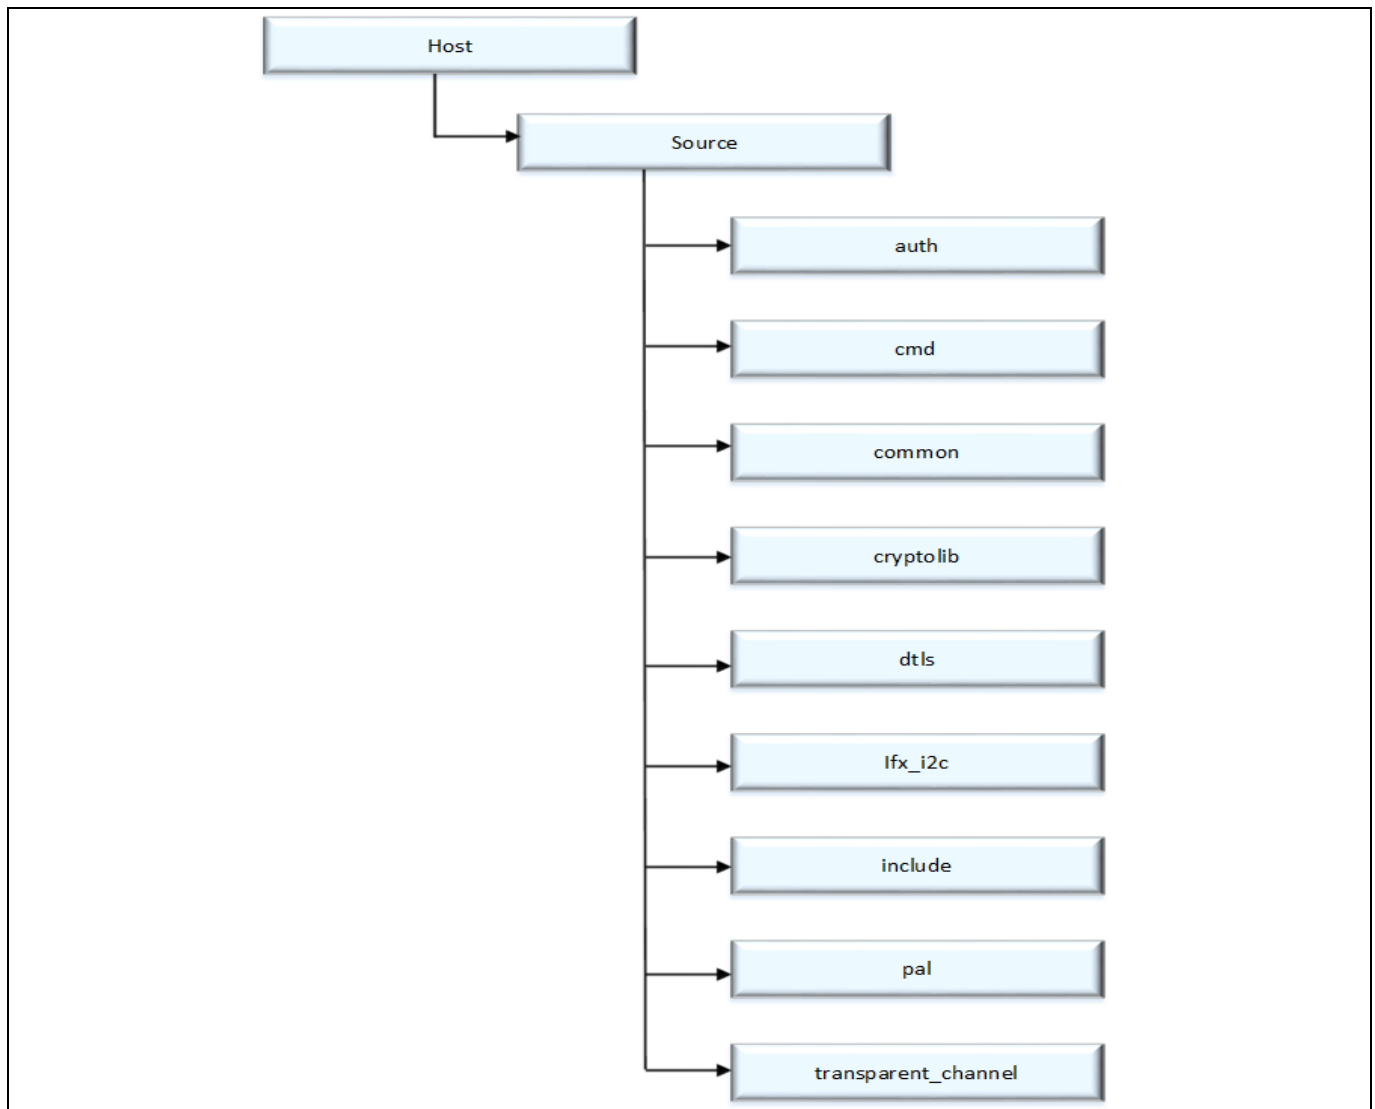 Host
Source
auth
cmd
common
cryptolib
dtls
Ifx_i2c
include
pal
transparent_channel